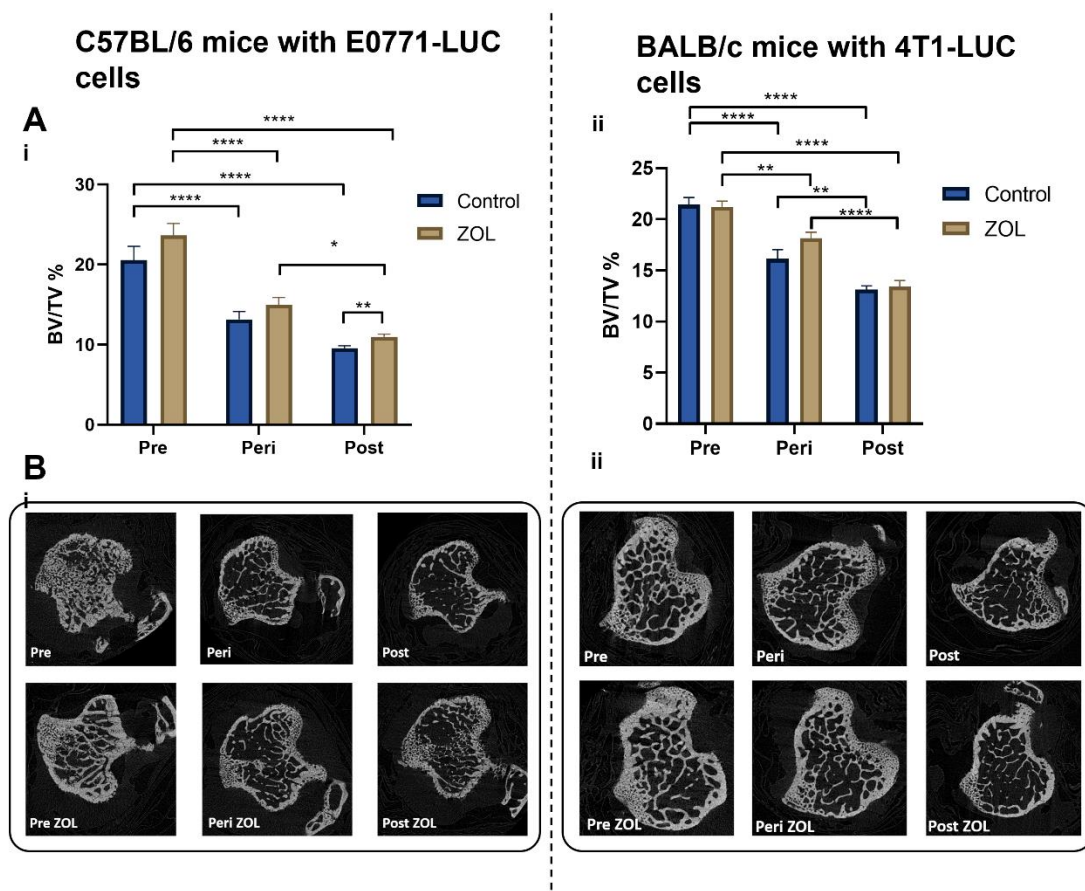 C57BL/6 mice with E0771-LUC
cells
A
i
****
****
****
****
*
**
30
20
10
0
BV/TV %
Pre
Peri
Post
Control
ZOL
BALB/c mice with 4T1-LUC
cells
ii
****
****
****
**
**
****
25
20
15
10
5
0
BV/TV %
Pre
Peri
Post
Control
ZOL
B
i
Pre
Peri
Post
Pre ZOL
Peri ZOL
Post ZOL
ii
Pre
Peri
Post
Pre ZOL
Peri ZOL
Post ZOL